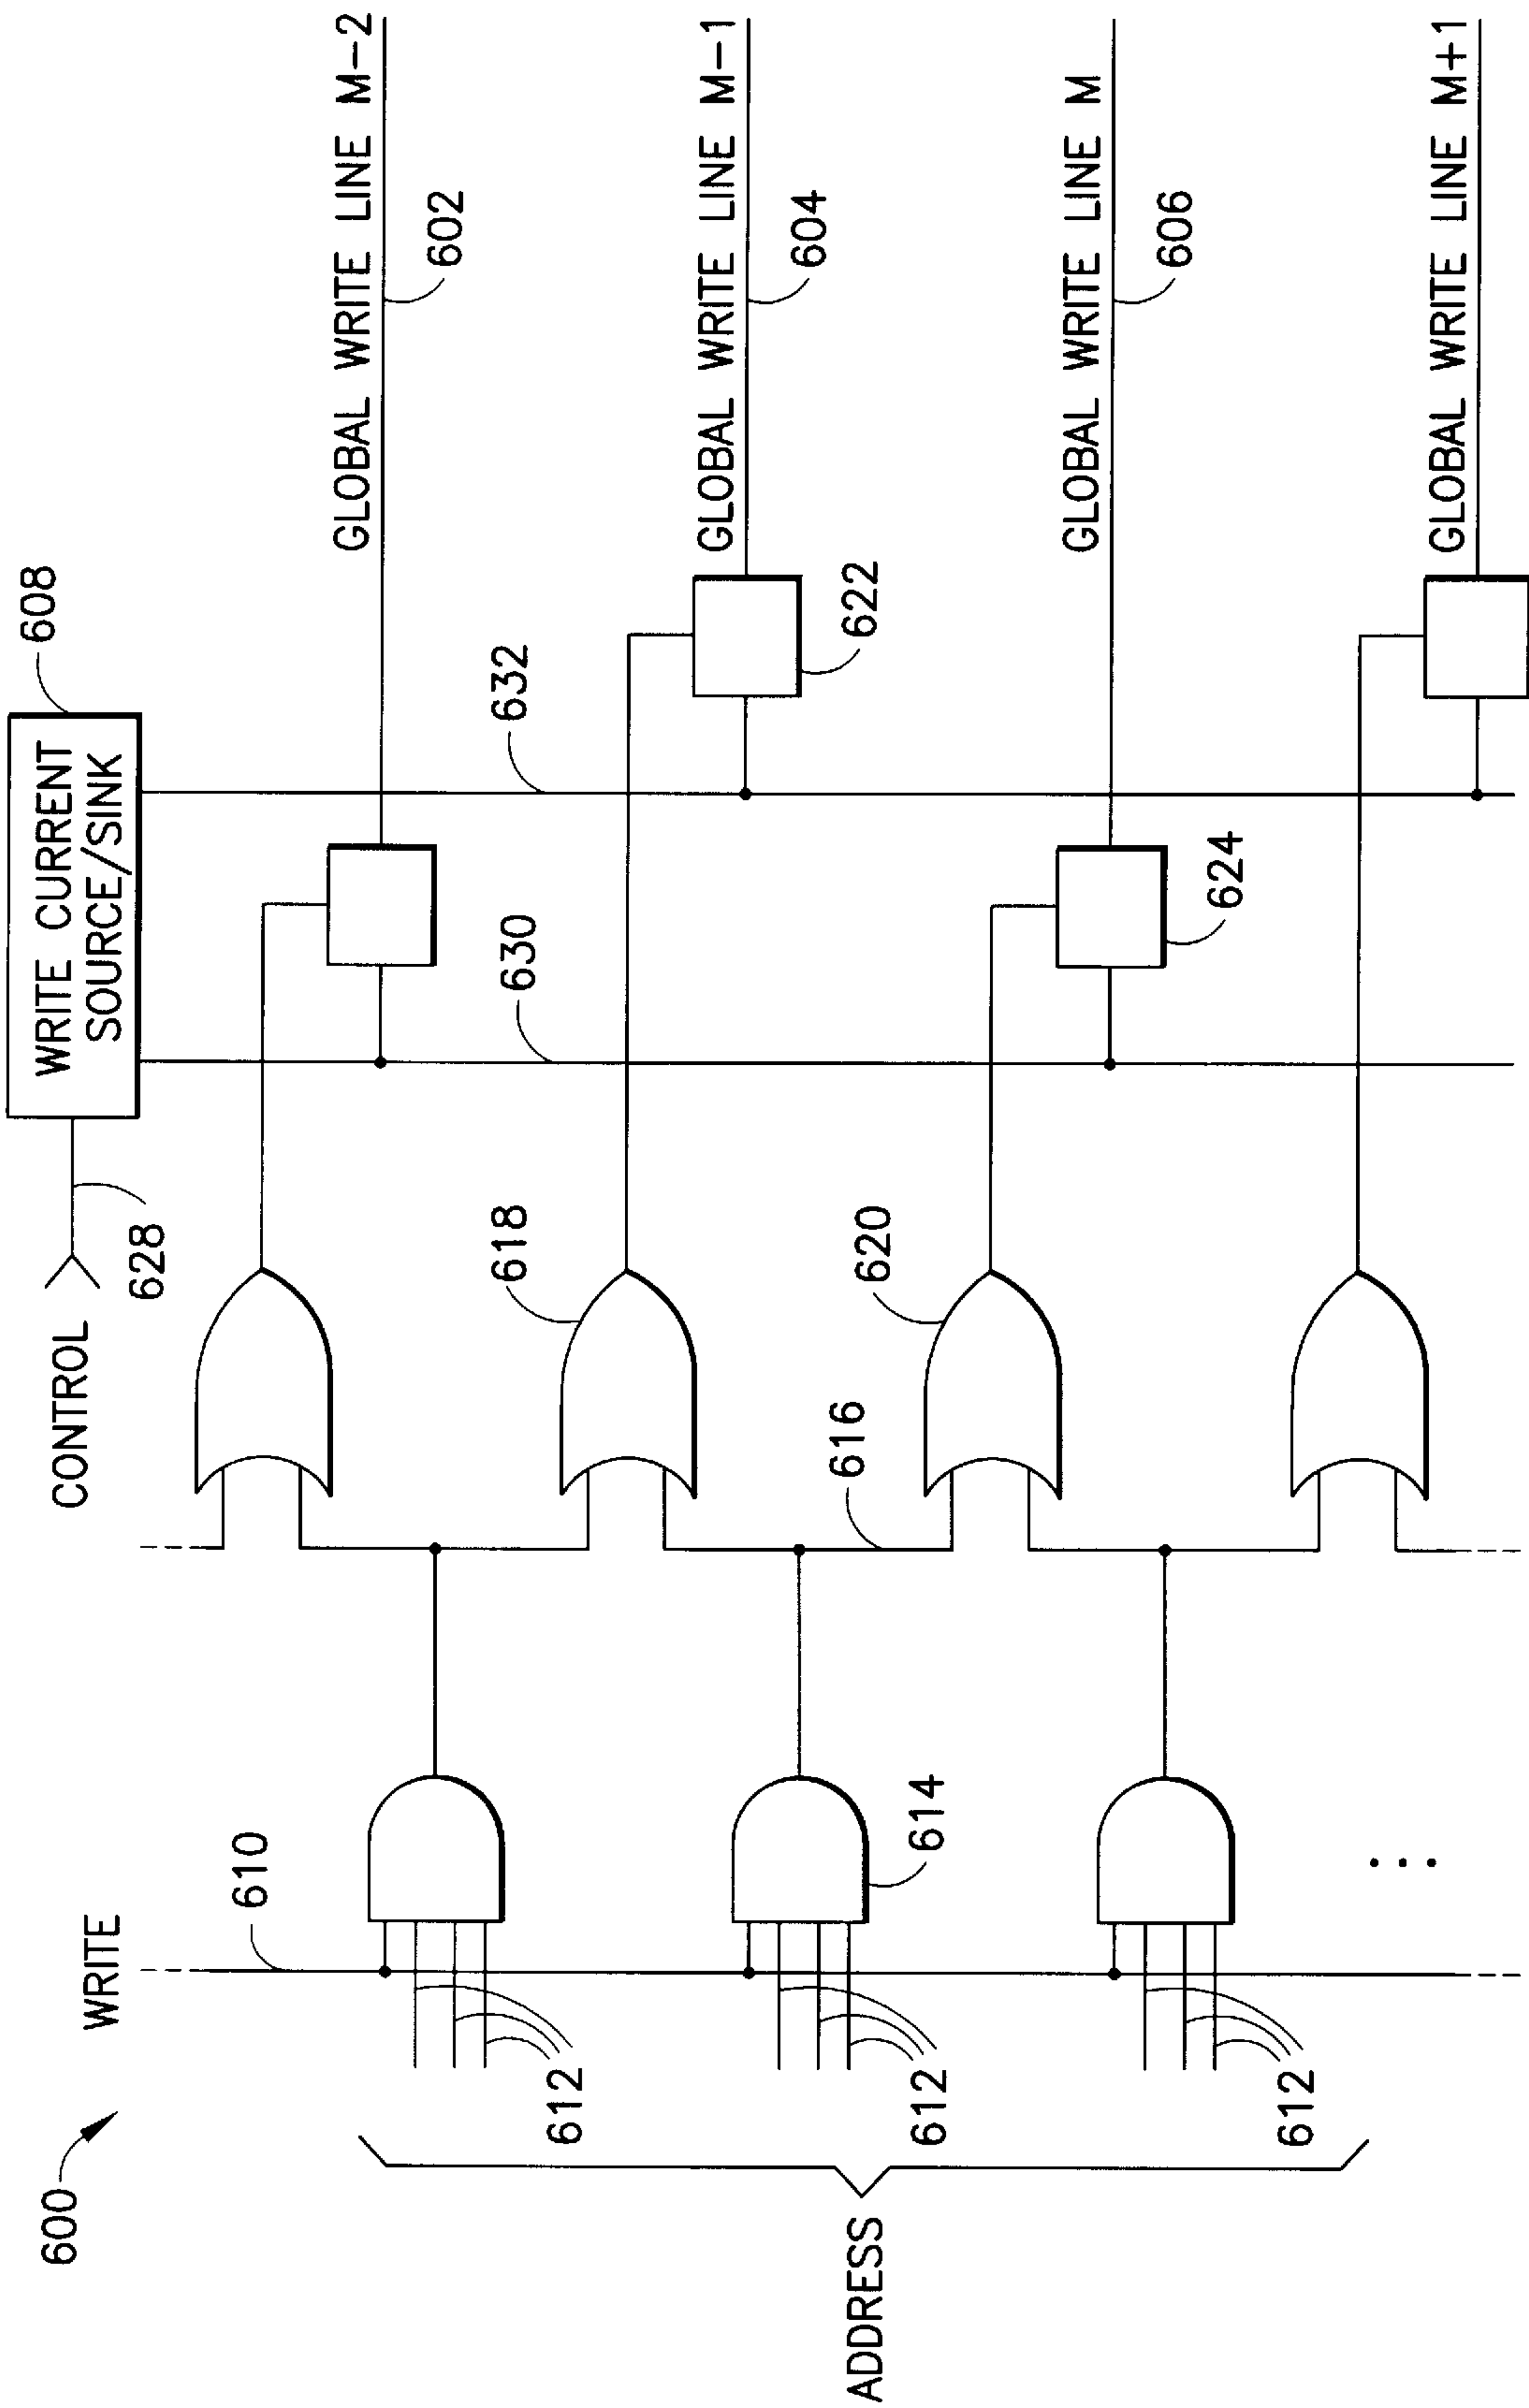 600
WRITE
610
CONTROL
628
WRITE CURRENT
SOURCE/SINK
608
GLOBAL WRITE LINE M-2
602
612
618
630
632
GLOBAL WRITE LINE M-1
604
622
612
614
616
ADDRESS
620
624
GLOBAL WRITE LINE M
606
612
GLOBAL WRITE LINE M+1